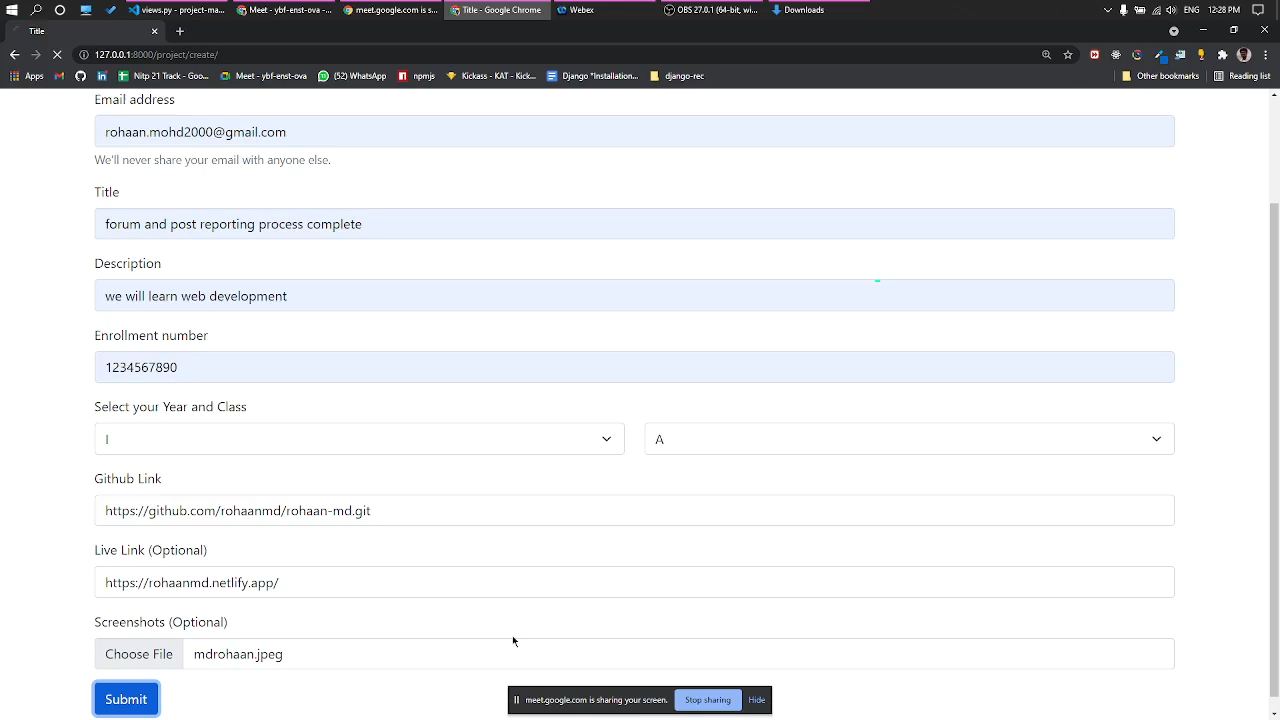 views.py - project-ma...
Meet - ybf-enst-ova -...
meet.google.com is s...
Title - Google Chrome
Webex
OBS 27.0.1 (64-bit, wi...
Downloads
ENG
12:28 PM
Title
127.0.0.1:8000/project/create/
Apps
Nitp 21 Track - Goo...
Meet - ybf-enst-ova
(52) WhatsApp
npmjs
Kickass - KAT - Kick...
Django *Installation...
django-rec
Other bookmarks
Reading list
Email address
rohaan.mohd2000@gmail.com
We'll never share your email with anyone else.
Title
forum and post reporting process complete
Description
we will learn web development
Enrollment number
1234567890
Select your Year and Class
I
A
Github Link
https://github.com/rohaanmd/rohaan-md.git
Live Link (Optional)
https://rohaanmd.netlify.app/
Screenshots (Optional)
Choose File
mdrohaan.jpeg
Submit
meet.google.com is sharing your screen.
Stop sharing
Hide